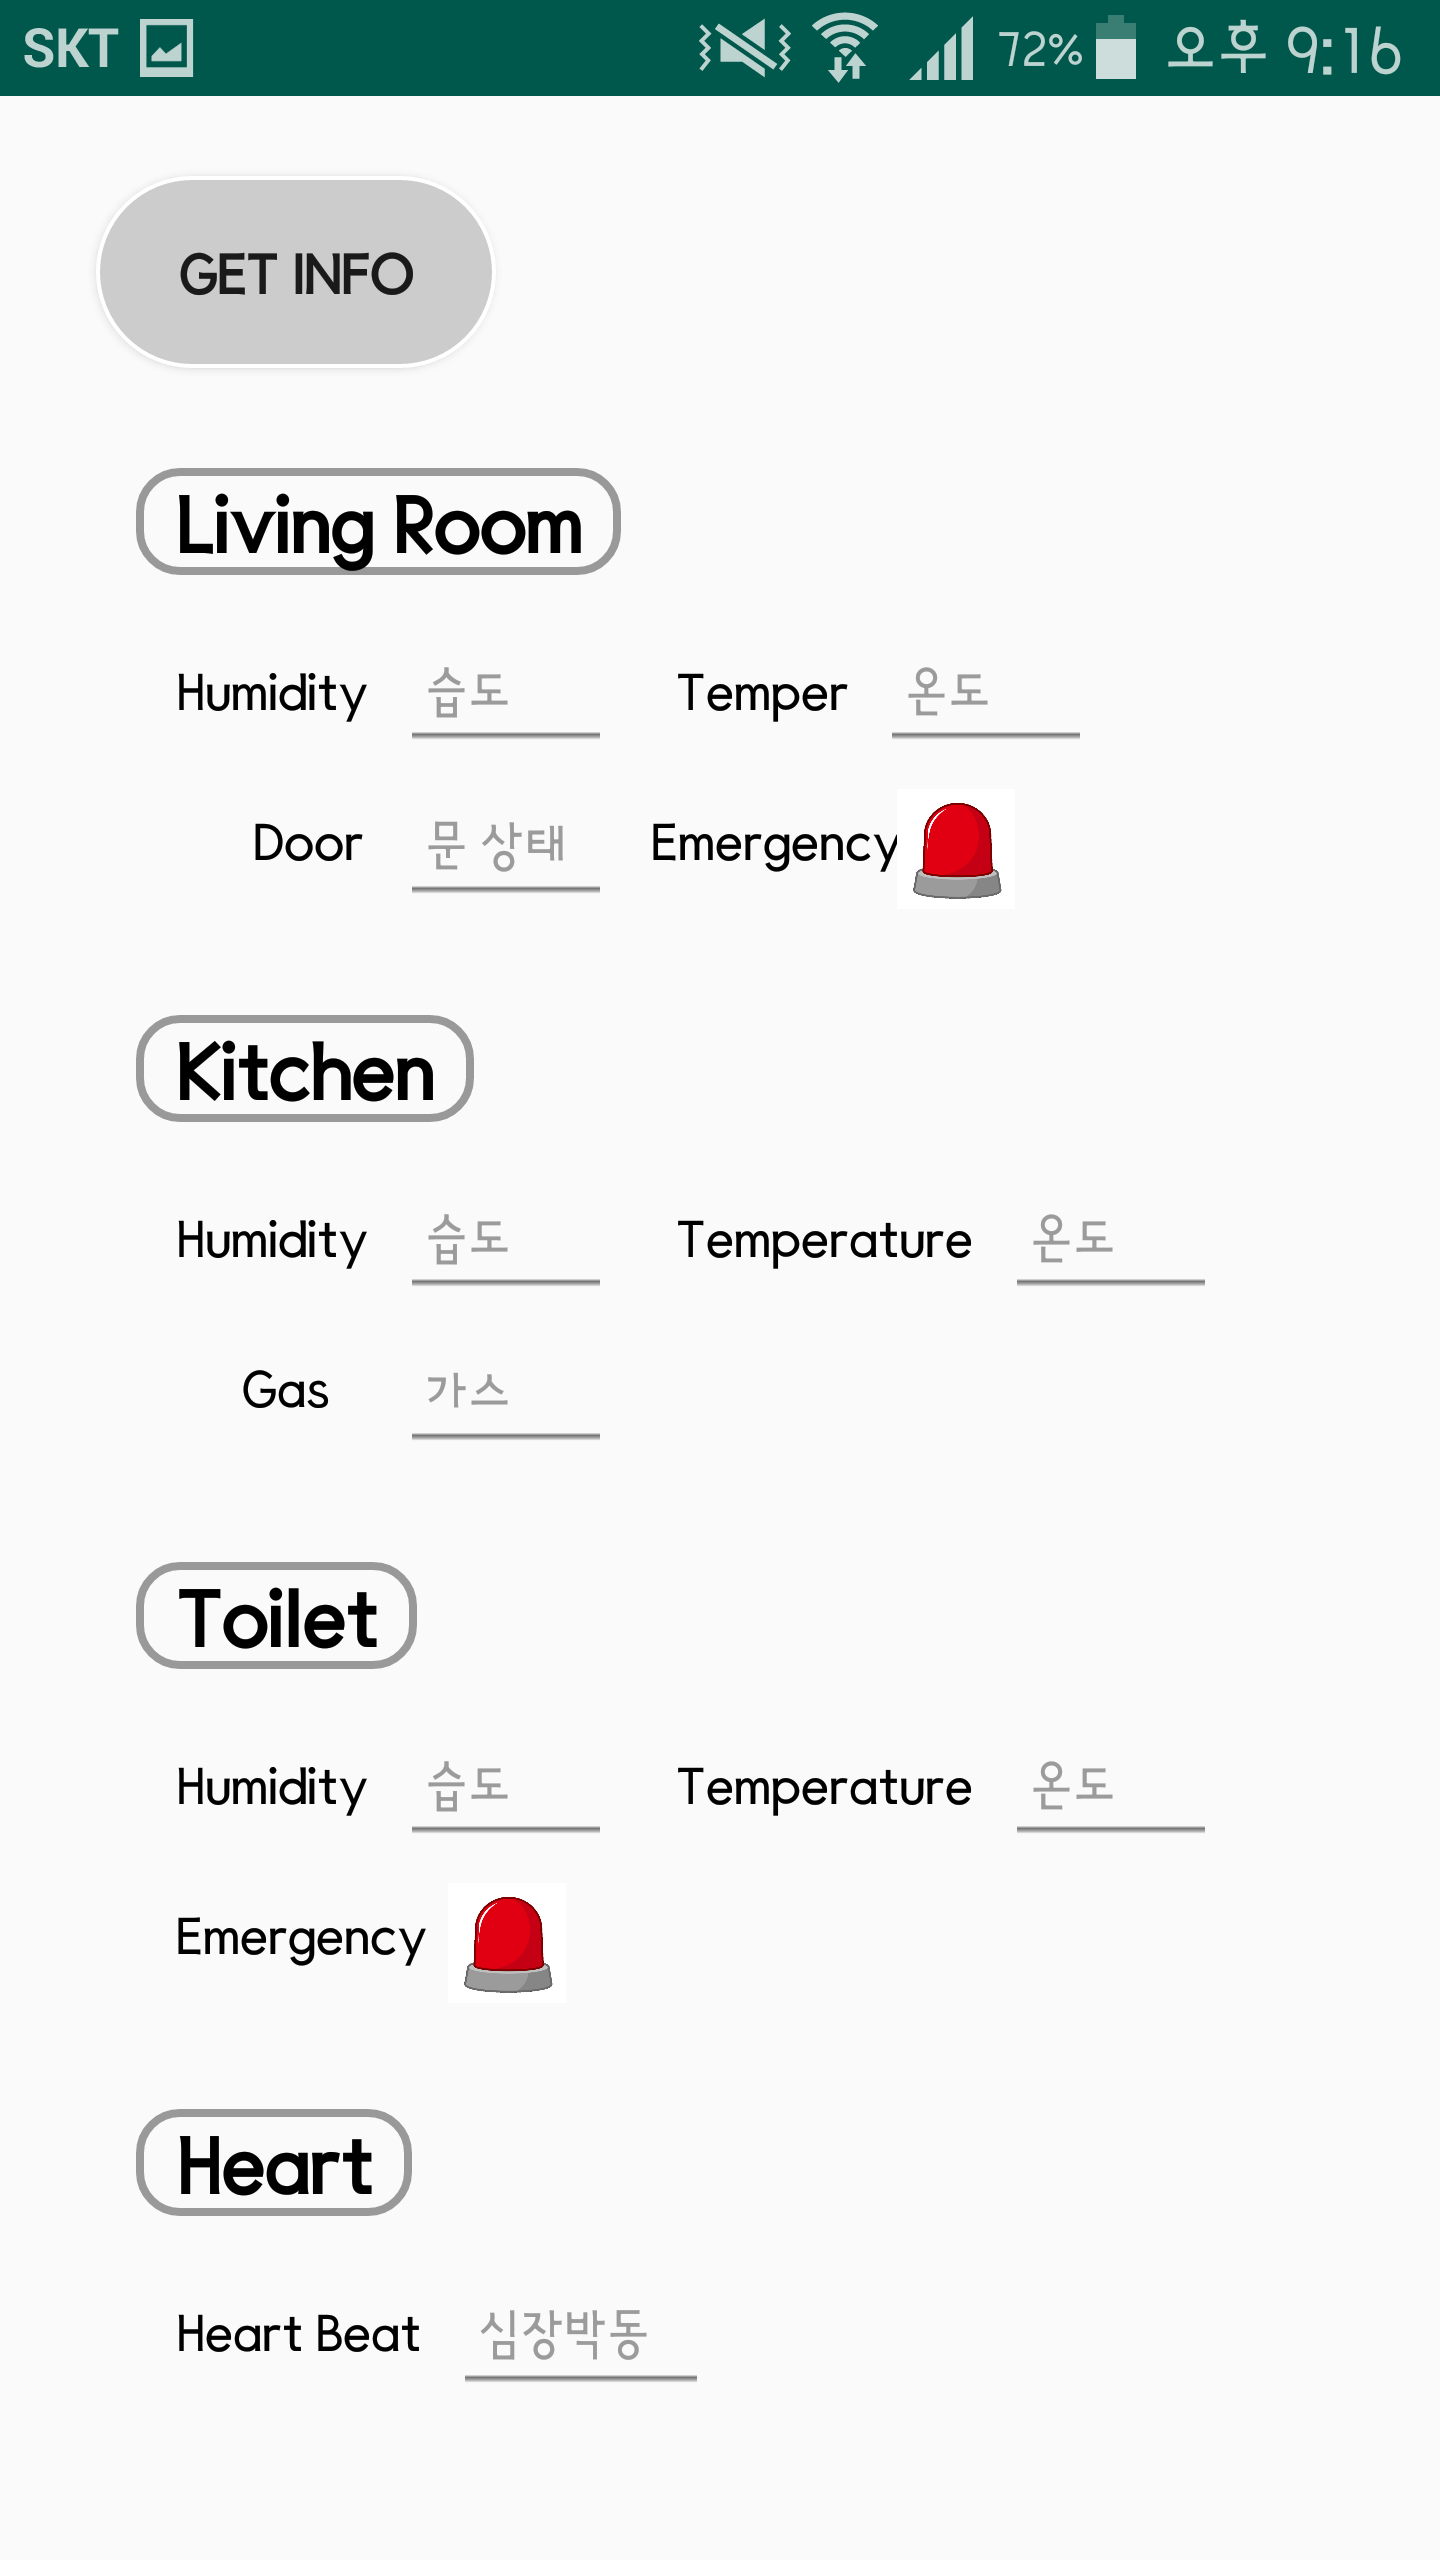 SKT 72% 오후 9:16
GET INFO
Living Room
Humidity 습도 Temper 온도
Door 문 상태 Emergency
Kitchen
Humidity 습도 Temperature 온도
Gas 가스
Toilet
Humidity 습도 Temperature 온도
Emergency
Heart
Heart Beat 심장박동